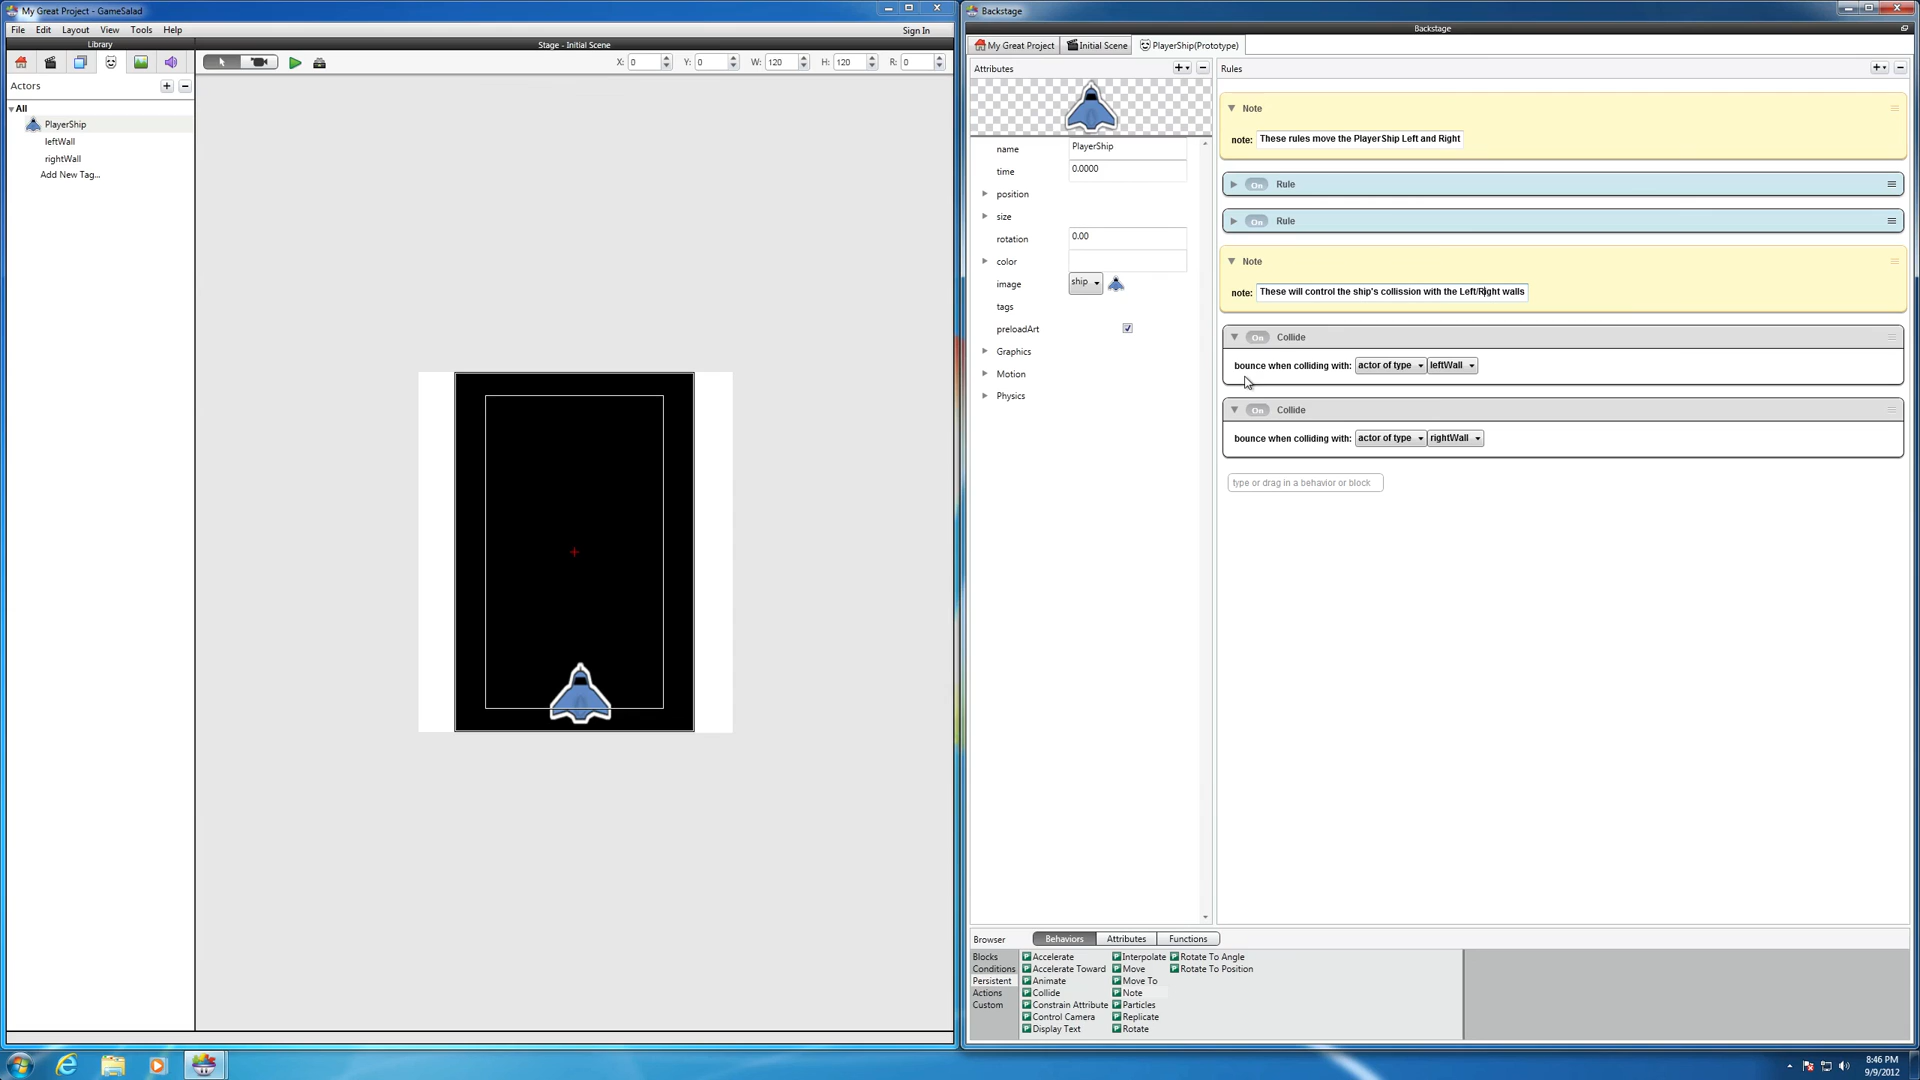 My Great Project - GameSalad
File Edit Layout View Tools Help
Sign In
Library
Stage - Initial Scene
X: 0 Y: 0 W: 120 H: 120 R: 0
Actors
All
PlayerShip
leftWall
rightWall
Add New Tag...
Backstage
Backstage
My Great Project Initial Scene PlayerShip(Prototype)
Attributes
name PlayerShip
time 0.0000
position
size
rotation 0.00
color
image ship
tags
preloadArt
Graphics
Motion
Physics
Rules
Note
note: These rules move the PlayerShip Left and Right
On Rule
On Rule
Note
note: These will control the ship's collission with the Left/Right walls
On Collide
bounce when colliding with: actor of type leftWall
On Collide
bounce when colliding with: actor of type rightWall
type or drag in a behavior or block
Browser Behaviors Attributes Functions
Blocks
Conditions
Persistent
Actions
Custom
Accelerate
Accelerate Toward
Animate
Collide
Constrain Attribute
Control Camera
Display Text
Interpolate
Move
Move To
Note
Particles
Replicate
Rotate
Rotate To Angle
Rotate To Position
8:46 PM
9/9/2012